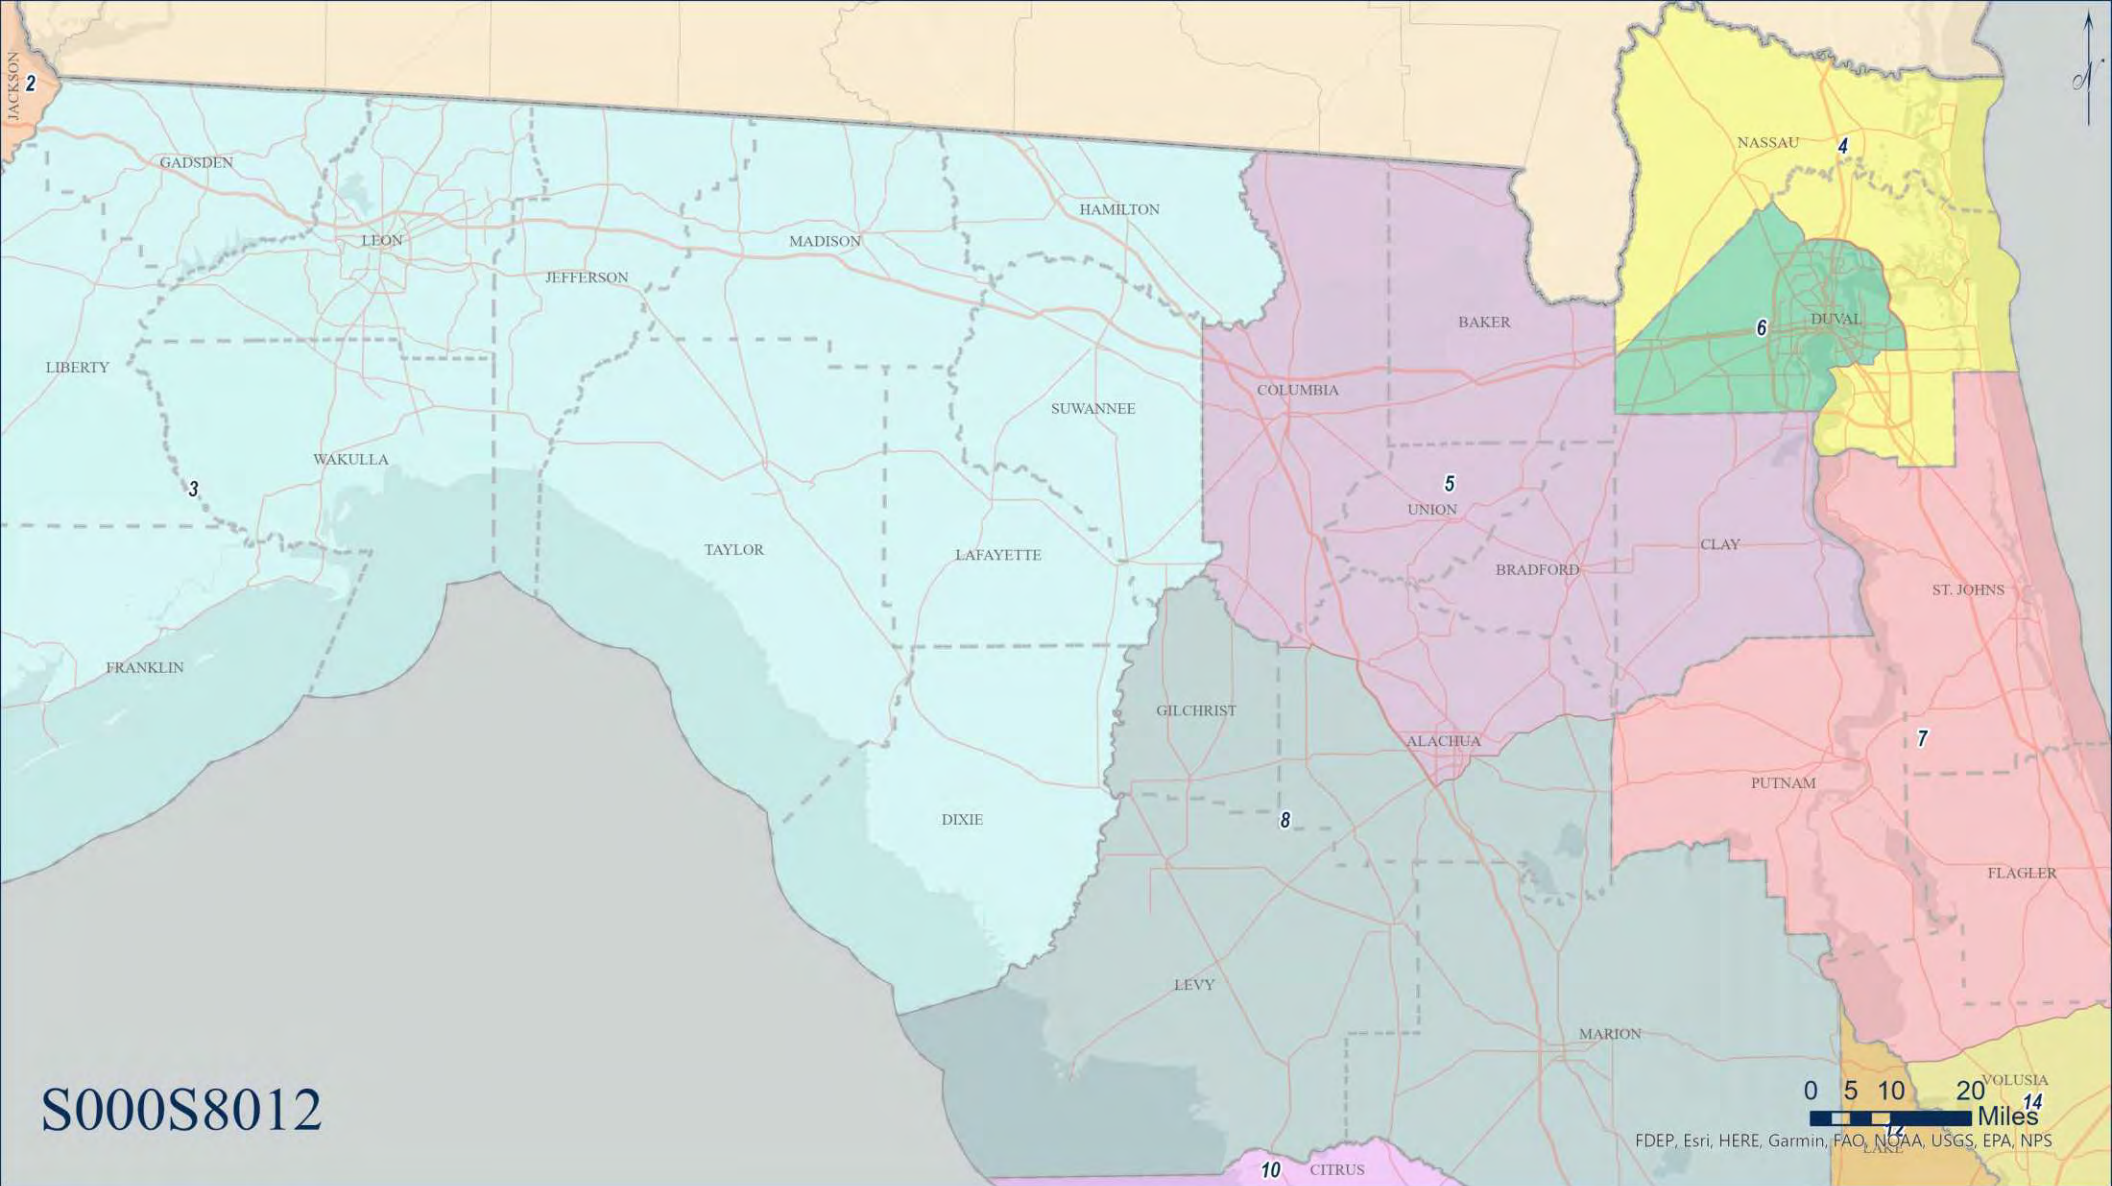 JACKSON
2
N
NASSAU
4
GADSDEN
HAMILTON
LEON
MADISON
JEFFERSON
BAKER
6
DUVAL
LIBERTY
COLUMBIA
SUWANNEE
WAKULLA
3
5
UNION
TAYLOR
LAFAYETTE
CLAY
BRADFORD
ST. JOHNS
FRANKLIN
GILCHRIST
ALACHUA
7
PUTNAM
DIXIE
8
FLAGLER
LEVY
MARION
S000S8012
VOLUSIA
14
0 5 10 20
Miles
12
FDEP, Esri, HERE, Garmin, FAO, NOAA, USGS, EPA, NPS
LAKE
10
CITRUS